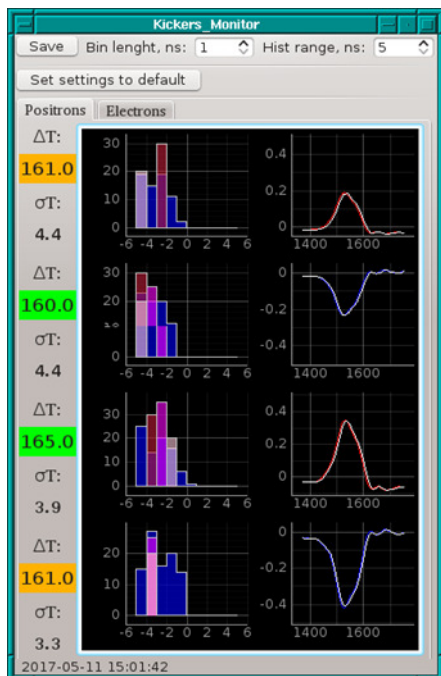 Kickers_Monitor
Save Bin lenght, ns: 1 Hist range, ns: 5
Set settings to default
Positrons Electrons
ΔT:
161.0
σT:
4.4
30
20
10
0
-6 -4 -2 0 2 4 6
0.4
0.2
0
1400 1600
ΔT:
160.0
σT:
4.4
30
20
0
-6 -4 -2 0 2 4 6
0
-0.2
-0.4
1400 1600
ΔT:
165.0
σT:
3.9
30
20
10
0
-6 -4 -2 0 2 4 6
0.4
0.2
0
1400 1600
ΔT:
161.0
σT:
3.3
20
10
0
-6 -4 -2 0 2 4 6
0
-0.2
-0.4
1400 1600
2017-05-11 15:01:42